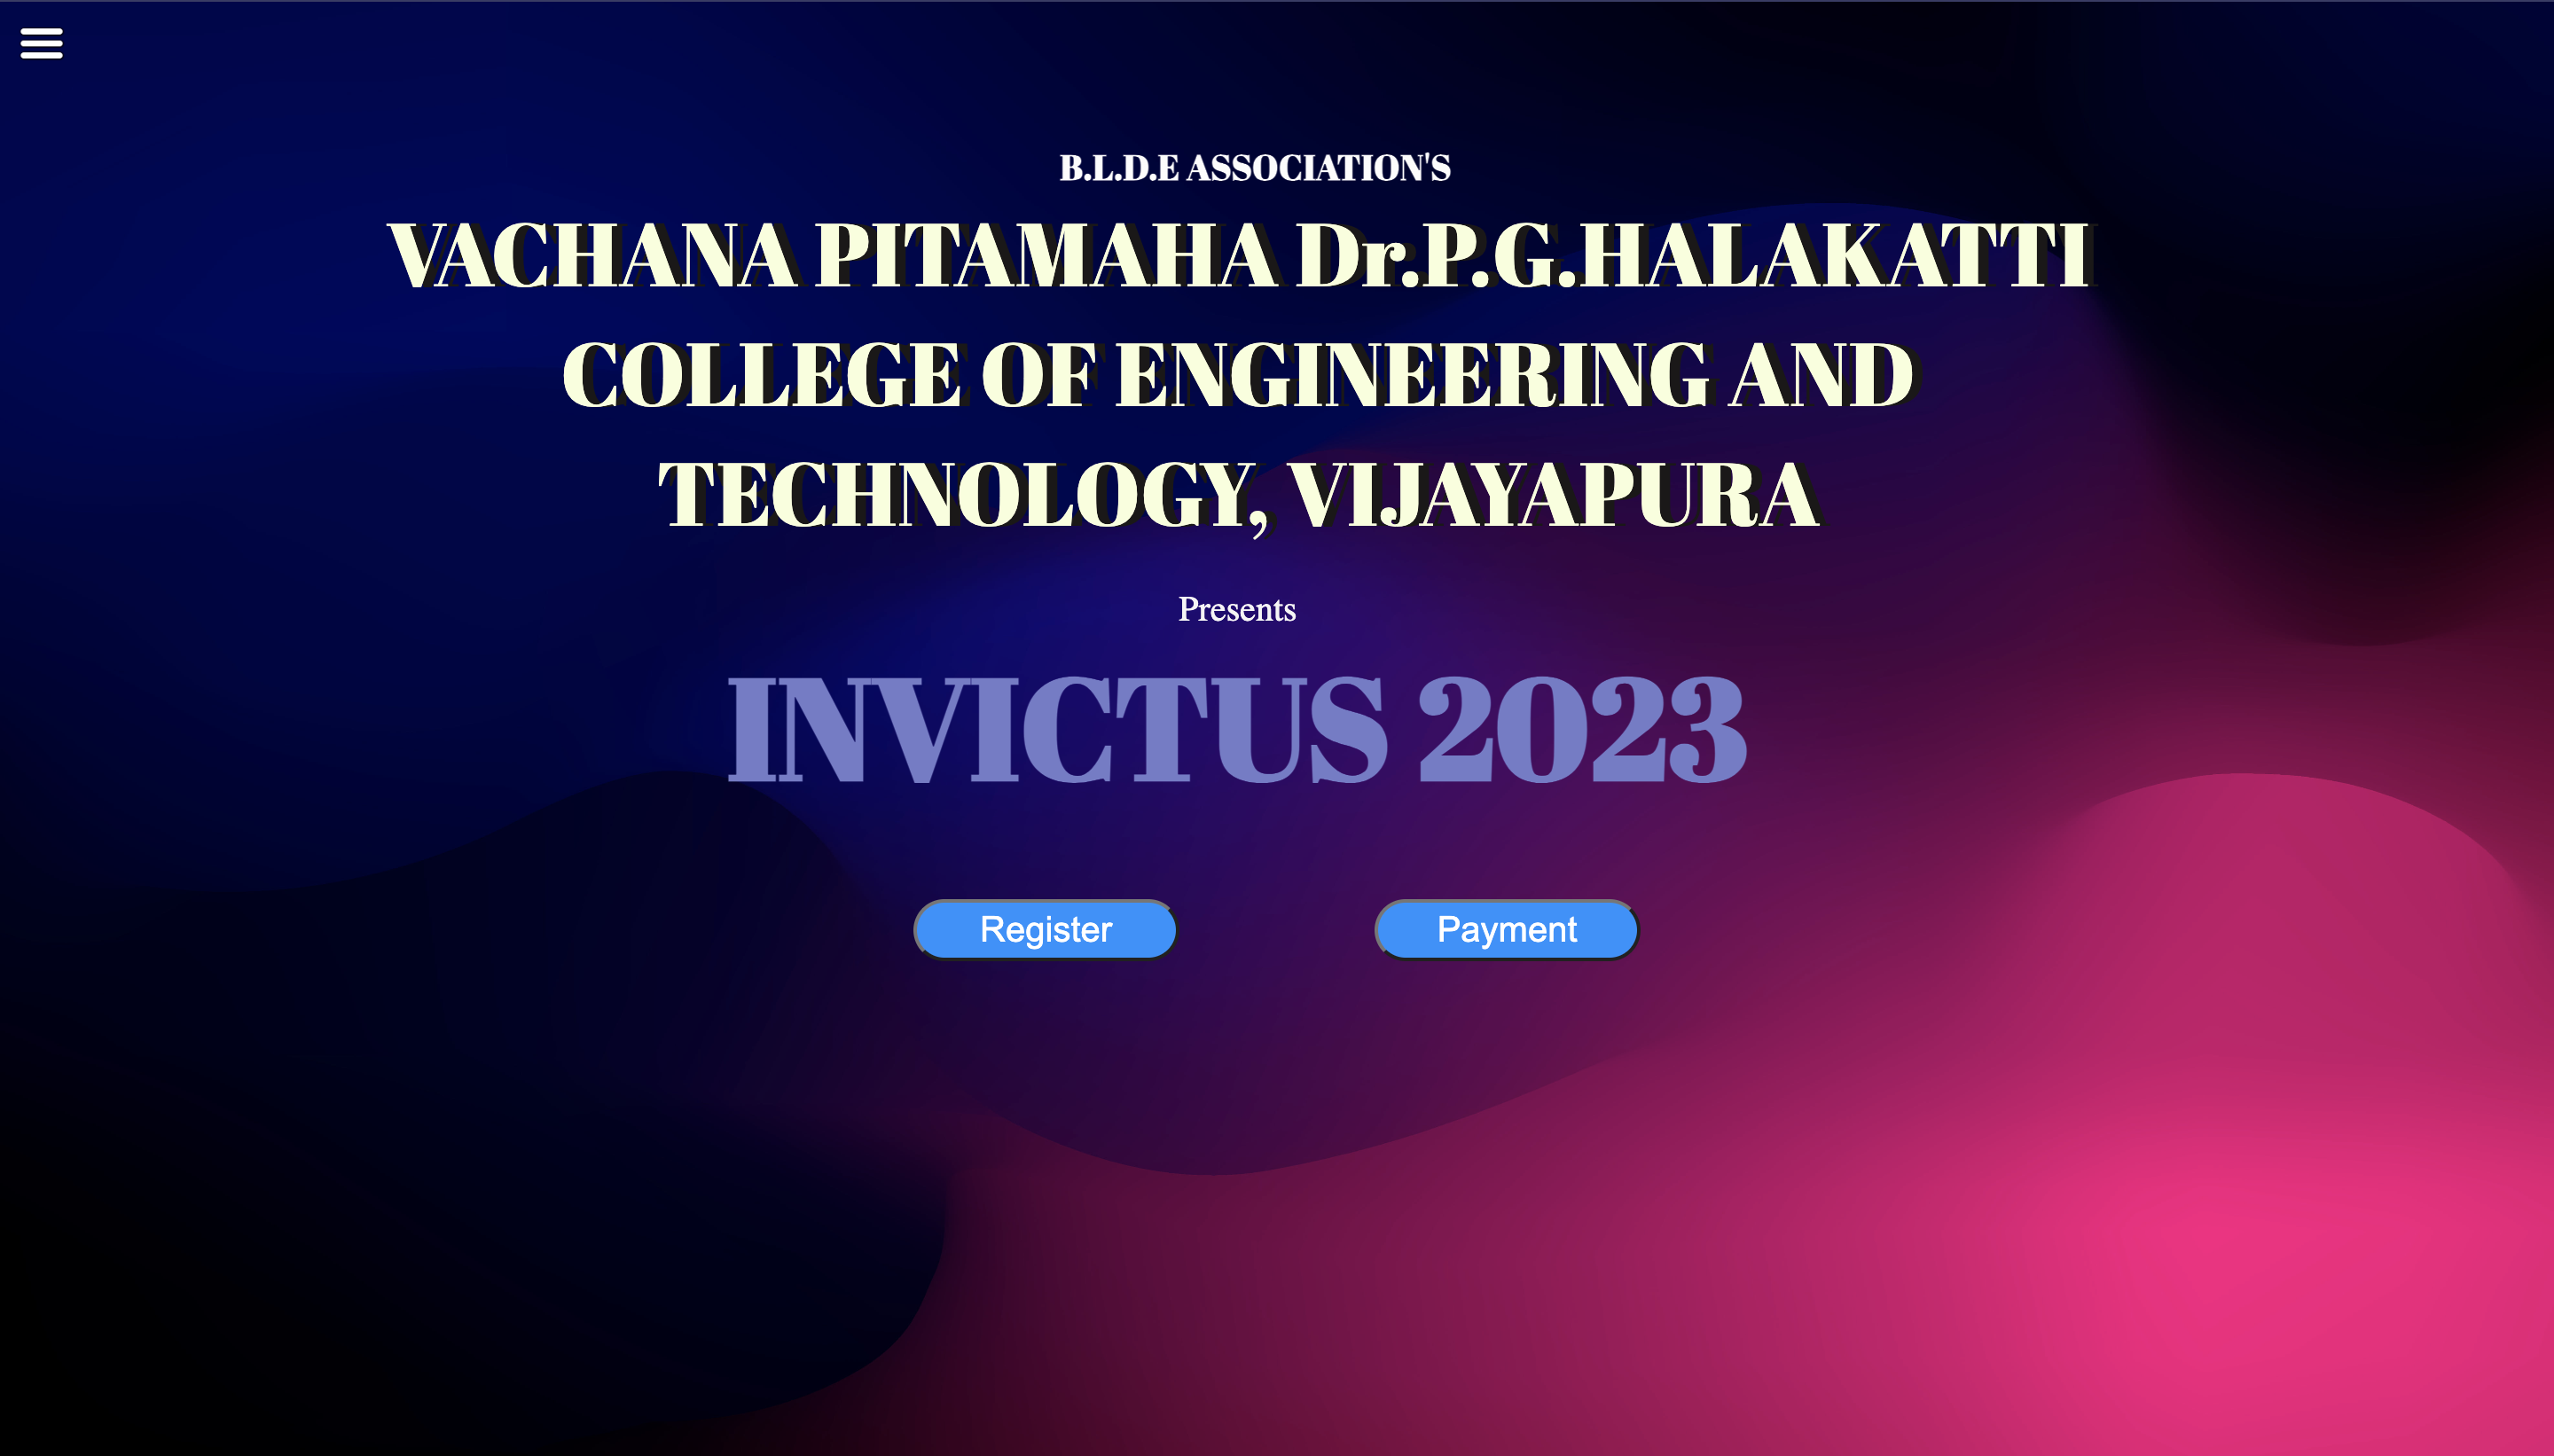 B.L.D.E ASSOCIATION'S
VACHANA PITAMAHA Dr.P.G.HALAKATTI
COLLEGE OF ENGINEERING AND
TECHNOLOGY, VIJAYAPURA
Presents
INVICTUS 2023
Register
Payment